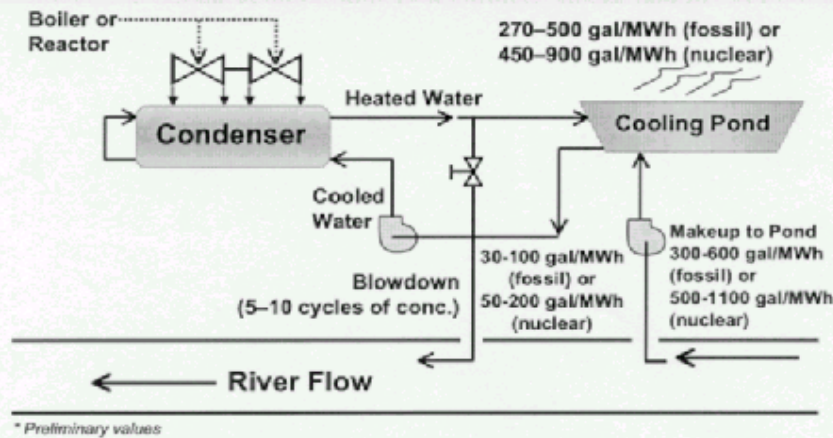 Boiler or
Reactor
270–500 gal/MWh (fossil) or
450–900 gal/MWh (nuclear)
Heated Water
Condenser
Cooling Pond
Cooled
Water
Makeup to Pond
300-600 gal/MWh
(fossil) or
500-1100 gal/MWh
(nuclear)
30-100 gal/MWh
(fossil) or
50-200 gal/MWh
(nuclear)
Blowdown
(5–10 cycles of conc.)
River Flow
* Preliminary values